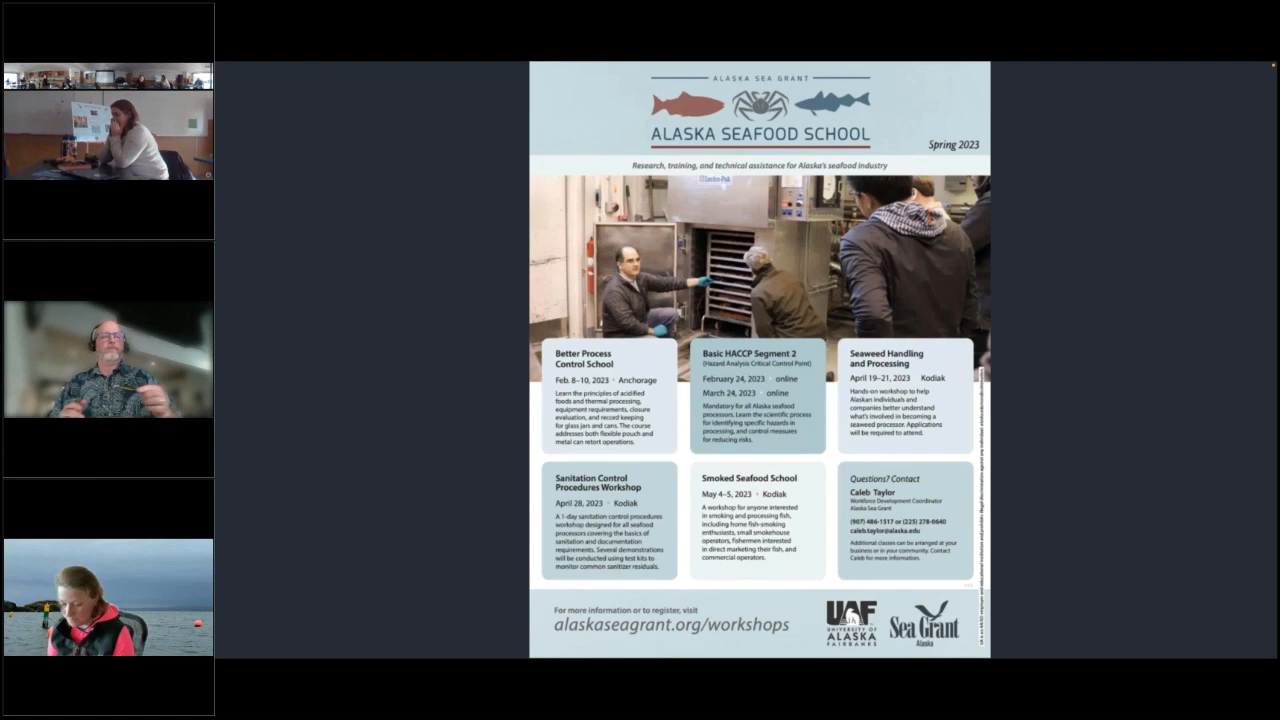 ALASKA SEA GRANT
ALASKA SEAFOOD SCHOOL
Spring 2023
Research, training, and technical assistance for Alaska's seafood industry
Better Process
Control School
Feb. 8–10, 2023 · Anchorage
Learn the principles of acidified
foods and thermal processing,
equipment requirements, closure
evaluation, and record keeping
for glass jars and cans. The course
addresses both flexible pouch and
metal can retort operations.
Basic HACCP Segment 2
(Hazard Analysis Critical Control Point)
February 24, 2023 · online
March 24, 2023 · online
Mandatory for all Alaska seafood
processors. Learn the scientific process
for identifying specific hazards in
processing, and control measures
for reducing risks.
Seaweed Handling
and Processing
April 19–21, 2023 Kodiak
Hands-on workshop to help
Alaskan individuals and
companies better understand
what's involved in becoming a
seaweed processor. Applications
will be required to attend.
Sanitation Control
Procedures Workshop
April 28, 2023 · Kodiak
A 1-day sanitation control procedures
workshop designed for all seafood
processors covering the basics of
sanitation and documentation
requirements. Several demonstrations
will be conducted using test kits to
monitor common sanitizer residuals.
Smoked Seafood School
May 4–5, 2023 · Kodiak
A workshop for anyone interested
in smoking and processing fish,
including home fish-smoking
enthusiasts, small smokehouse
operators, fishermen interested
in direct marketing their fish, and
commercial operators.
Questions? Contact
Caleb Taylor
Workforce Development Coordinator
Alaska Sea Grant
(907) 486-1517 or (225) 278-0640
caleb.taylor@alaska.edu
Additional classes can be arranged at your
business or in your community. Contact
Caleb for more information.
For more information or to register, visit
alaskaseagrant.org/workshops
UAF
UNIVERSITY OF
ALASKA
FAIRBANKS
Sea Grant
Alaska